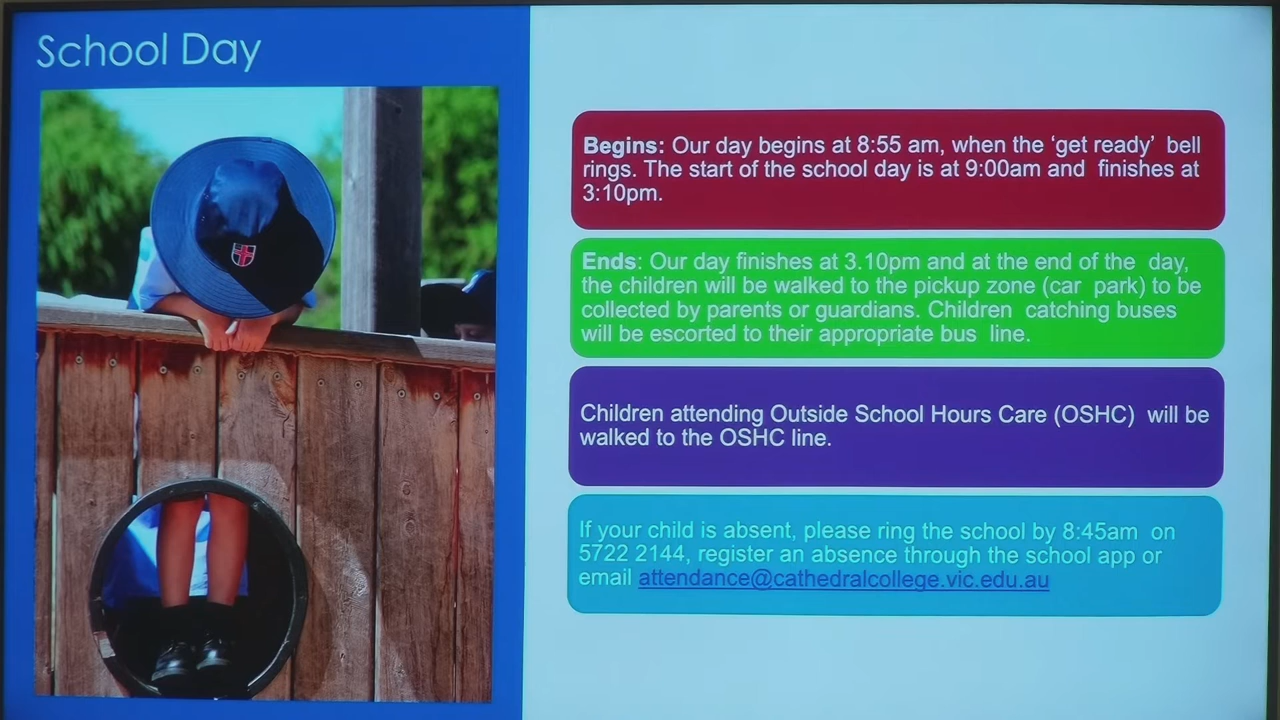 School Day
Begins: Our day begins at 8:55 am, when the ‘get ready’ bell
rings. The start of the school day is at 9:00am and finishes at
3:10pm.
Ends: Our day finishes at 3.10pm and at the end of the day,
the children will be walked to the pickup zone (car park) to be
collected by parents or guardians. Children catching buses
will be escorted to their appropriate bus line.
Children attending Outside School Hours Care (OSHC) will be
walked to the OSHC line.
If your child is absent, please ring the school by 8:45am on
5722 2144, register an absence through the school app or
email attendance@cathedralcollege.vic.edu.au